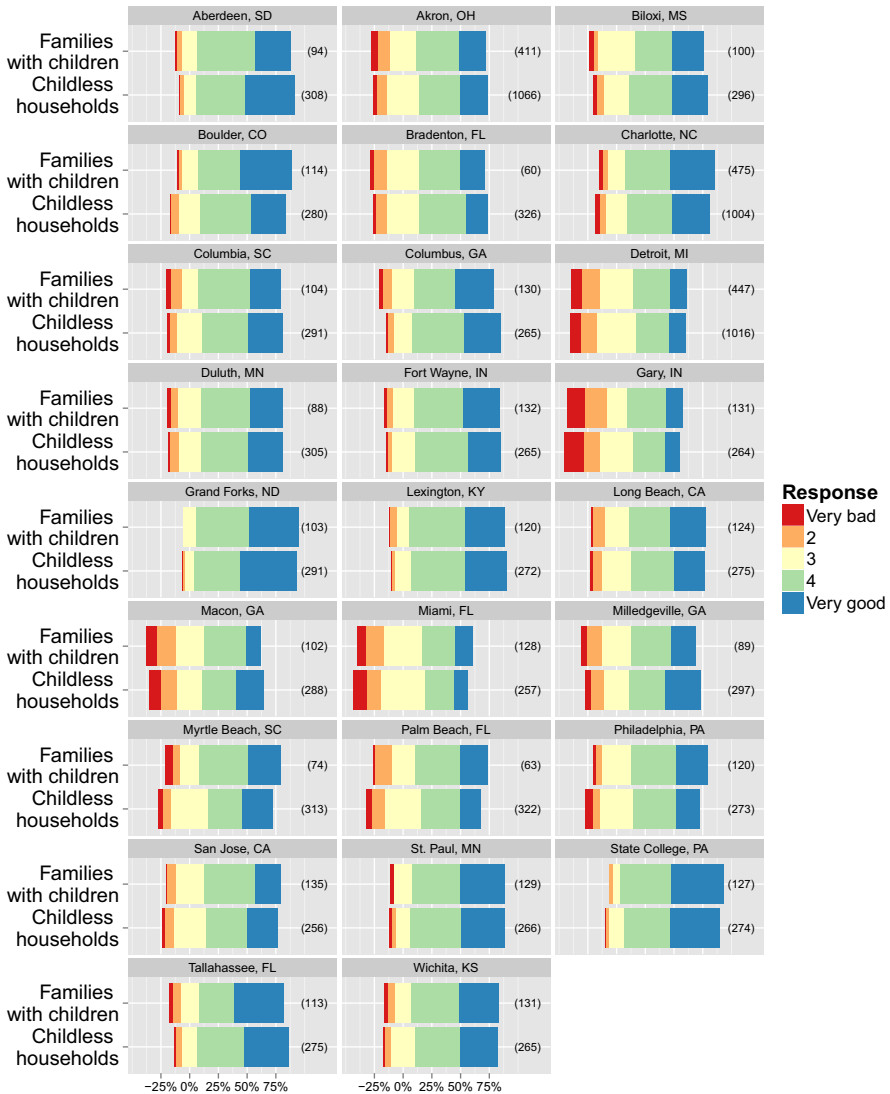 Aberdeen, SD
Akron, OH
Biloxi, MS
Families
with children
(94)
(411)
(100)
Childless
households
(308)
(1066)
(296)
Boulder, CO
Bradenton, FL
Charlotte, NC
Families
with children
(114)
(60)
(475)
Childless
households
(280)
(326)
(1004)
Columbia, SC
Columbus, GA
Detroit, MI
Families
with children
(104)
(130)
(447)
Childless
households
(291)
(265)
(1016)
Duluth, MN
Fort Wayne, IN
Gary, IN
Families
with children
(88)
(132)
(131)
Childless
households
(305)
(265)
(264)
Grand Forks, ND
Lexington, KY
Long Beach, CA
Families
with children
(103)
(120)
(124)
Childless
households
(291)
(272)
(275)
Macon, GA
Miami, FL
Milledgeville, GA
Families
with children
(102)
(128)
(89)
Childless
households
(288)
(257)
(297)
Myrtle Beach, SC
Palm Beach, FL
Philadelphia, PA
Families
with children
(74)
(63)
(120)
Childless
households
(313)
(322)
(273)
San Jose, CA
St. Paul, MN
State College, PA
Families
with children
(135)
(129)
(127)
Childless
households
(256)
(266)
(274)
Tallahassee, FL
Wichita, KS
Families
with children
(113)
(131)
Childless
households
(275)
(265)
−25% 0% 25% 50% 75%
−25% 0% 25% 50% 75%
Response
Very bad
2
3
4
Very good